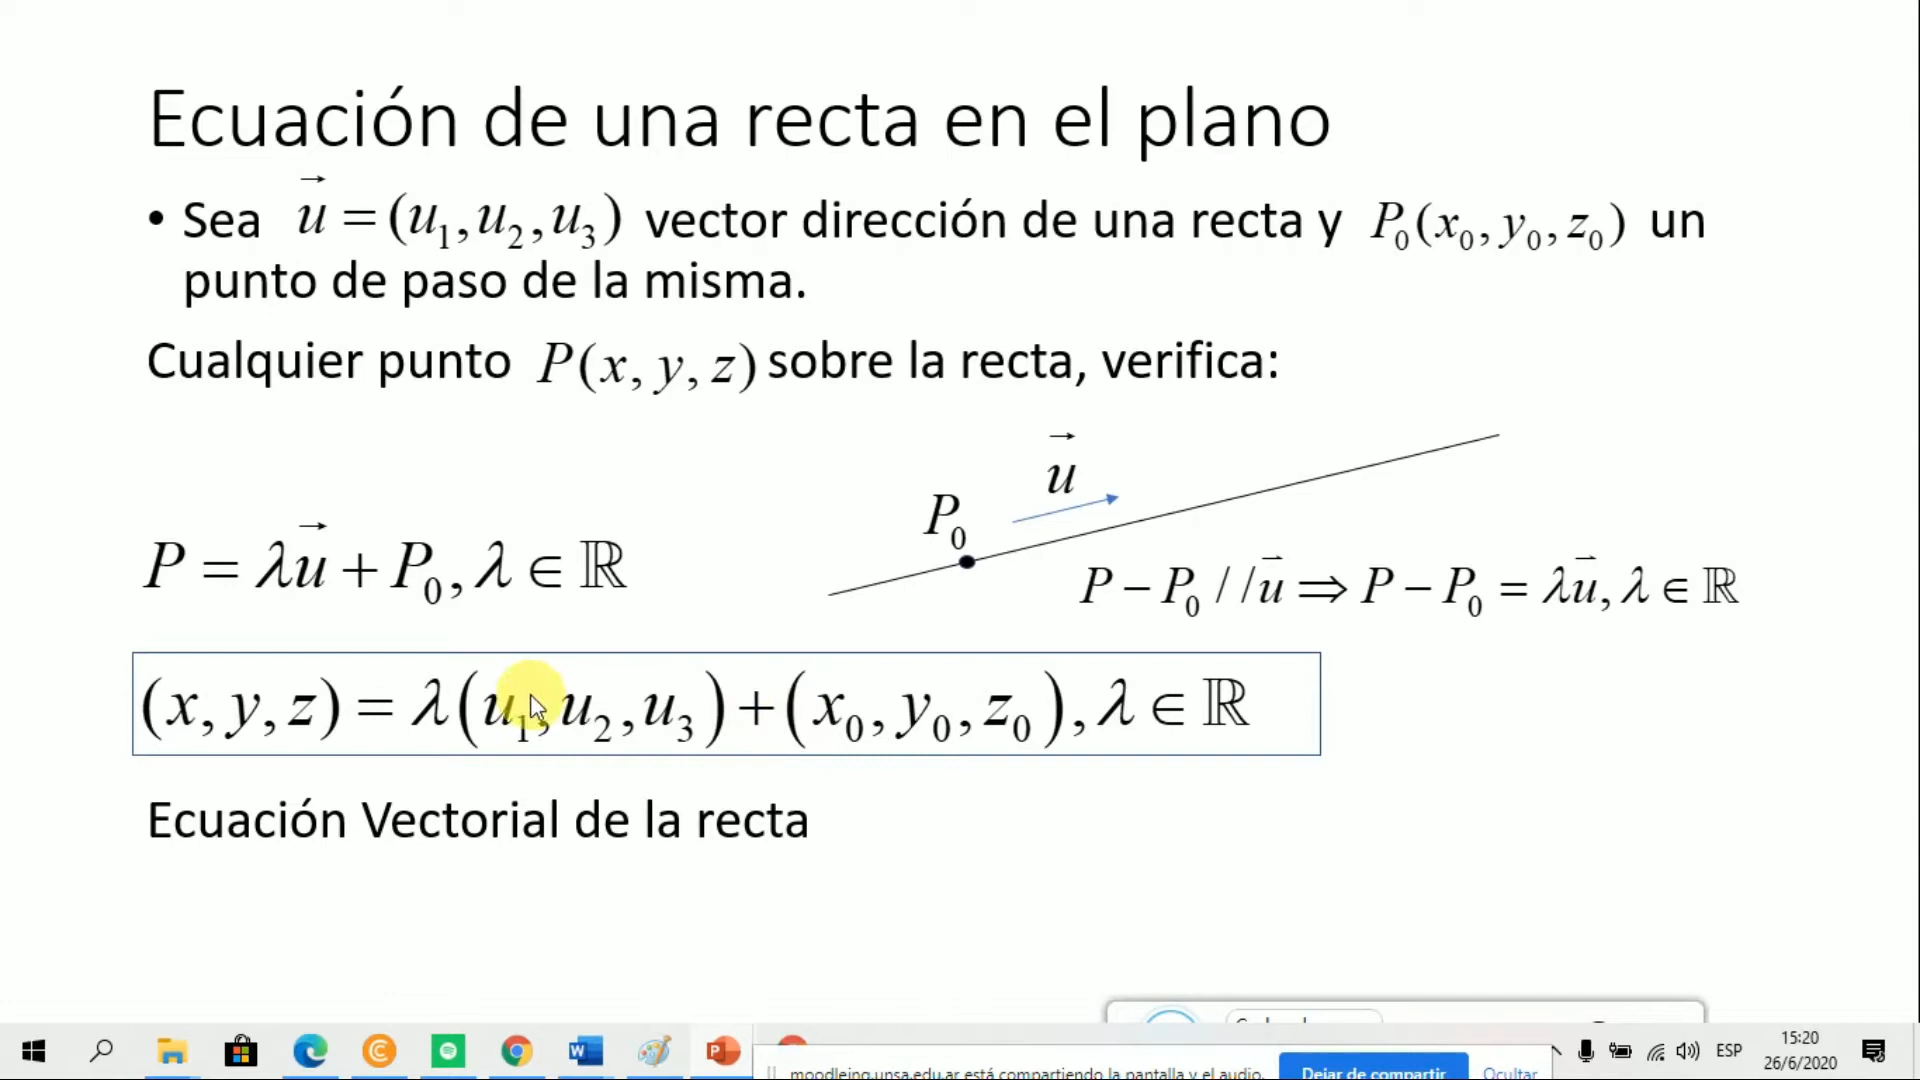 Ecuación de una recta en el plano
• Sea u⃗ = (u₁, u₂, u₃) vector dirección de una recta y P₀(x₀, y₀, z₀) un
punto de paso de la misma.
Cualquier punto P(x, y, z) sobre la recta, verifica:
u⃗
P₀
P = λu⃗ + P₀, λ ∈ ℝ
P − P₀ //u⃗ ⇒ P − P₀ = λu⃗, λ ∈ ℝ
(x, y, z) = λ(u₁, u₂, u₃) + (x₀, y₀, z₀), λ ∈ ℝ
Ecuación Vectorial de la recta
moodleing.unsa.edu.ar está compartiendo la pantalla y el audio.
Dejar de compartir
Ocultar
ESP
15:20
26/6/2020